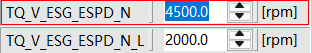 TQ_V_ESG_ESPD_N 4500.0 [rpm]
TQ_V_ESG_ESPD_N_L 2000.0 [rpm]